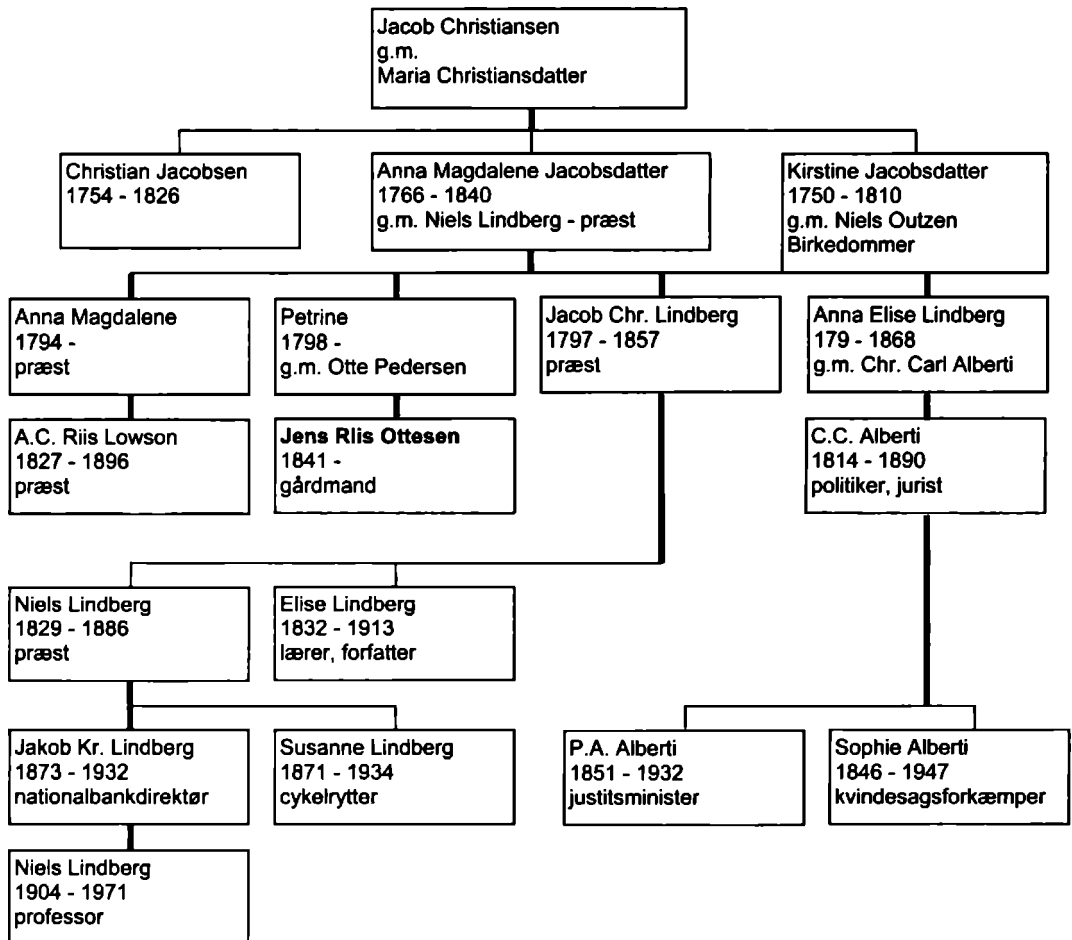 Jacob Christiansen
g.m.
Maria Christiansdatter
Christian Jacobsen
1754 - 1826
Anna Magdalene Jacobsdatter
1766 - 1840
g.m. Niels Lindberg - præst
Kirstine Jacobsdatter
1750 - 1810
g.m. Niels Outzen
Birkedommer
Anna Magdalene
1794 -
præst
Petrine
1798 -
g.m. Otte Pedersen
Jacob Chr. Lindberg
1797 - 1857
præst
Anna Elise Lindberg
179 - 1868
g.m. Chr. Carl Alberti
A.C. Riis Lowson
1827 - 1896
præst
Jens RIis Ottesen
1841 -
gårdmand
C.C. Alberti
1814 - 1890
politiker, jurist
Niels Lindberg
1829 - 1886
præst
Elise Lindberg
1832 - 1913
lærer, forfatter
Jakob Kr. Lindberg
1873 - 1932
nationalbankdirektør
Susanne Lindberg
1871 - 1934
cykelrytter
P.A. Alberti
1851 - 1932
justitsminister
Sophie Alberti
1846 - 1947
kvindesagsforkæmper
Niels Lindberg
1904 - 1971
professor